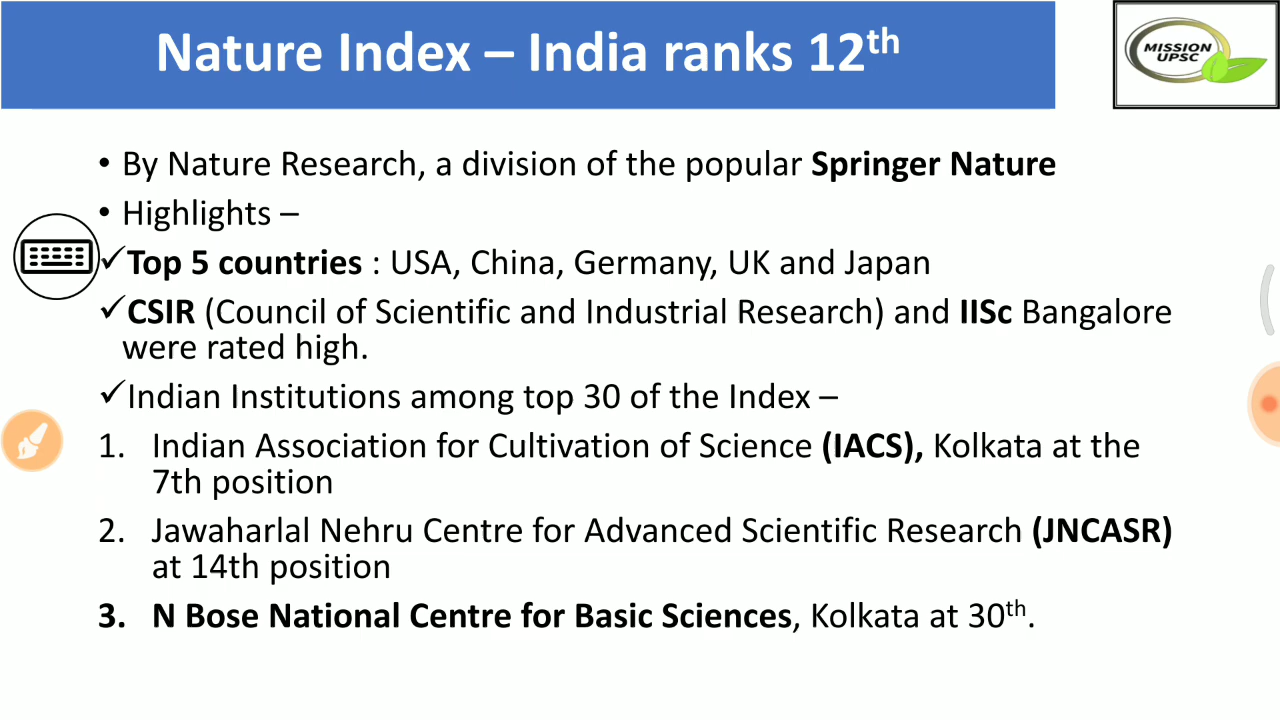 Nature Index – India ranks 12th
MISSION
UPSC
• By Nature Research, a division of the popular Springer Nature
• Highlights –
✓Top 5 countries : USA, China, Germany, UK and Japan
✓CSIR (Council of Scientific and Industrial Research) and IISc Bangalore
were rated high.
✓Indian Institutions among top 30 of the Index –
1. Indian Association for Cultivation of Science (IACS), Kolkata at the
7th position
2. Jawaharlal Nehru Centre for Advanced Scientific Research (JNCASR)
at 14th position
3. N Bose National Centre for Basic Sciences, Kolkata at 30th.